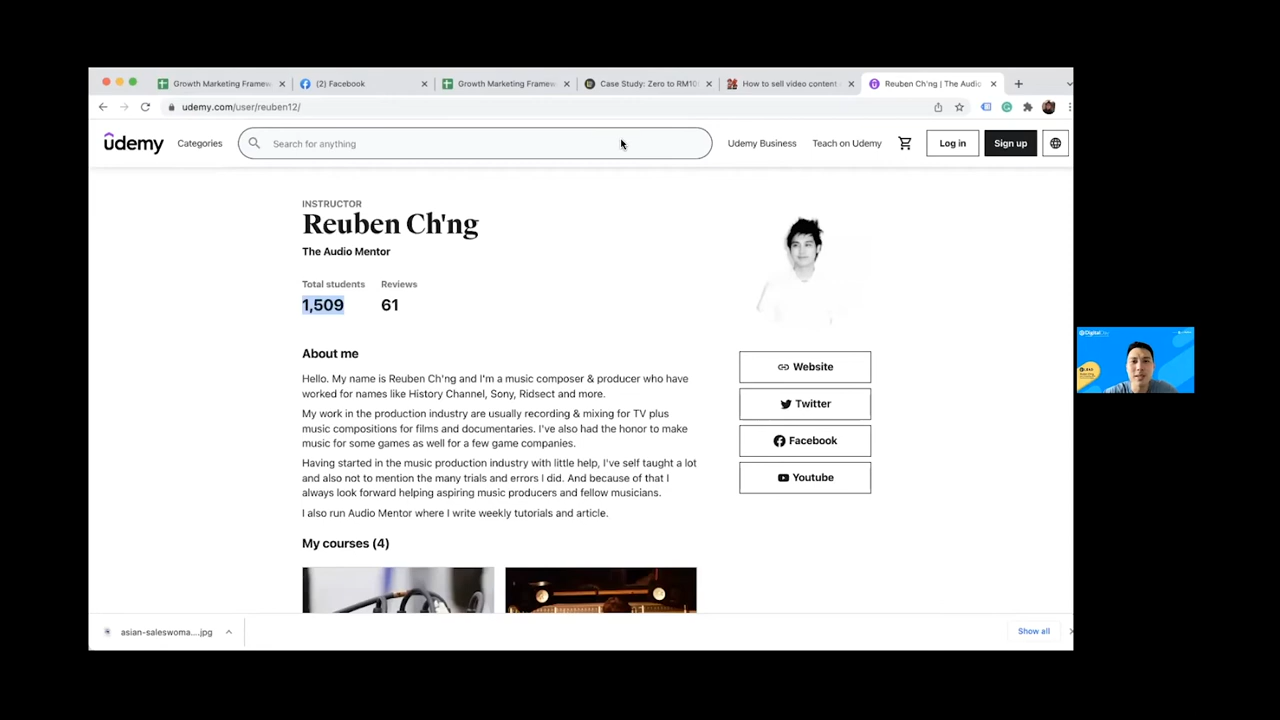 Growth Marketing Framew
(2) Facebook
Growth Marketing Framew
Case Study: Zero to RM10
How to sell video content
Reuben Ch'ng | The Audio
udemy.com/user/reuben12/
ûdemy
Categories
Search for anything
Udemy Business
Teach on Udemy
Log in
Sign up
INSTRUCTOR
Reuben Ch'ng
The Audio Mentor
Total students
Reviews
1,509
61
About me
Hello. My name is Reuben Ch'ng and I'm a music composer & producer who have
worked for names like History Channel, Sony, Ridsect and more.
My work in the production industry are usually recording & mixing for TV plus
music compositions for films and documentaries. I've also had the honor to make
music for some games as well for a few game companies.
Having started in the music production industry with little help, I've self taught a lot
and also not to mention the many trials and errors I did. And because of that I
always look forward helping aspiring music producers and fellow musicians.
I also run Audio Mentor where I write weekly tutorials and article.
My courses (4)
Website
Twitter
Facebook
Youtube
Digital
LEAD
asian-saleswoma....jpg
Show all